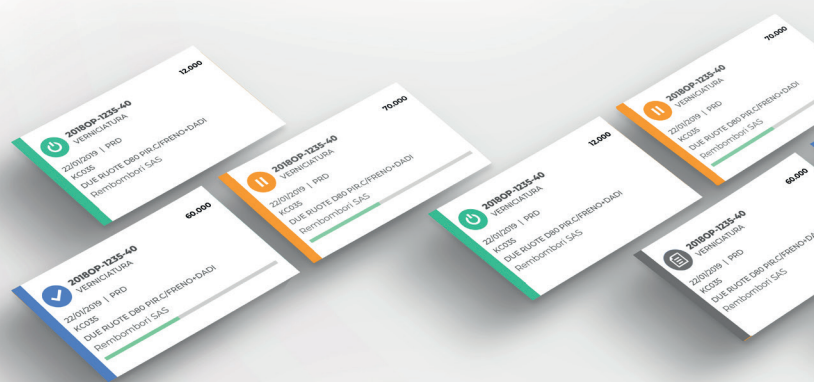 12.000
2018OP-1235-40
VERNICIATURA
22/01/2019 | PRD
KC035
DUE RUOTE D80 PIR.C/FRENO+DADI
Rembombori SAS
70.000
2018OP-1235-40
VERNICIATURA
22/01/2019 | PRD
KC035
DUE RUOTE D80 PIR.C/FRENO+DADI
Rembombori SAS
60.000
2018OP-1235-40
VERNICIATURA
22/01/2019 | PRD
KC035
DUE RUOTE D80 PIR.C/FRENO+DADI
Rembombori SAS
12.000
2018OP-1235-40
VERNICIATURA
22/01/2019 | PRD
KC035
DUE RUOTE D80 PIR.C/FRENO+DADI
Rembombori SAS
70.000
2018OP-1235-40
VERNICIATURA
22/01/2019 | PRD
KC035
DUE RUOTE D80 PIR.C/FRENO+DADI
Rembombori SAS
60.000
2018OP-1235-40
VERNICIATURA
22/01/2019 | PRD
KC035
DUE RUOTE D80 PIR.C/FRENO+DA
Rembombori SAS